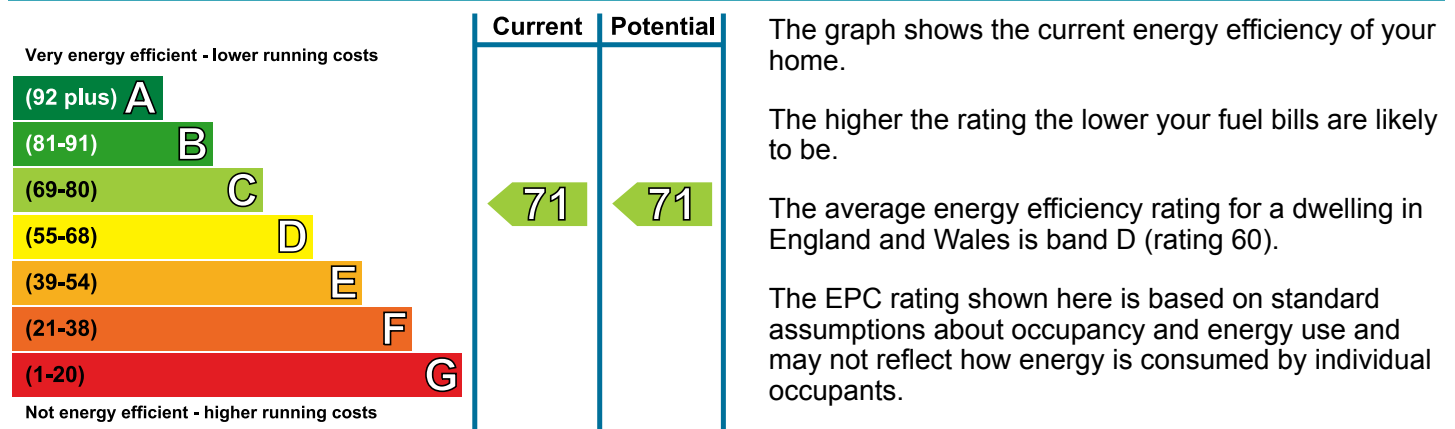 Current Potential
Very energy efficient - lower running costs
(92 plus) A
(81-91) B
(69-80) C
71 71
(55-68) D
(39-54) E
(21-38) F
(1-20) G
Not energy efficient - higher running costs
The graph shows the current energy efficiency of your
home.
The higher the rating the lower your fuel bills are likely
to be.
The average energy efficiency rating for a dwelling in
England and Wales is band D (rating 60).
The EPC rating shown here is based on standard
assumptions about occupancy and energy use and
may not reflect how energy is consumed by individual
occupants.